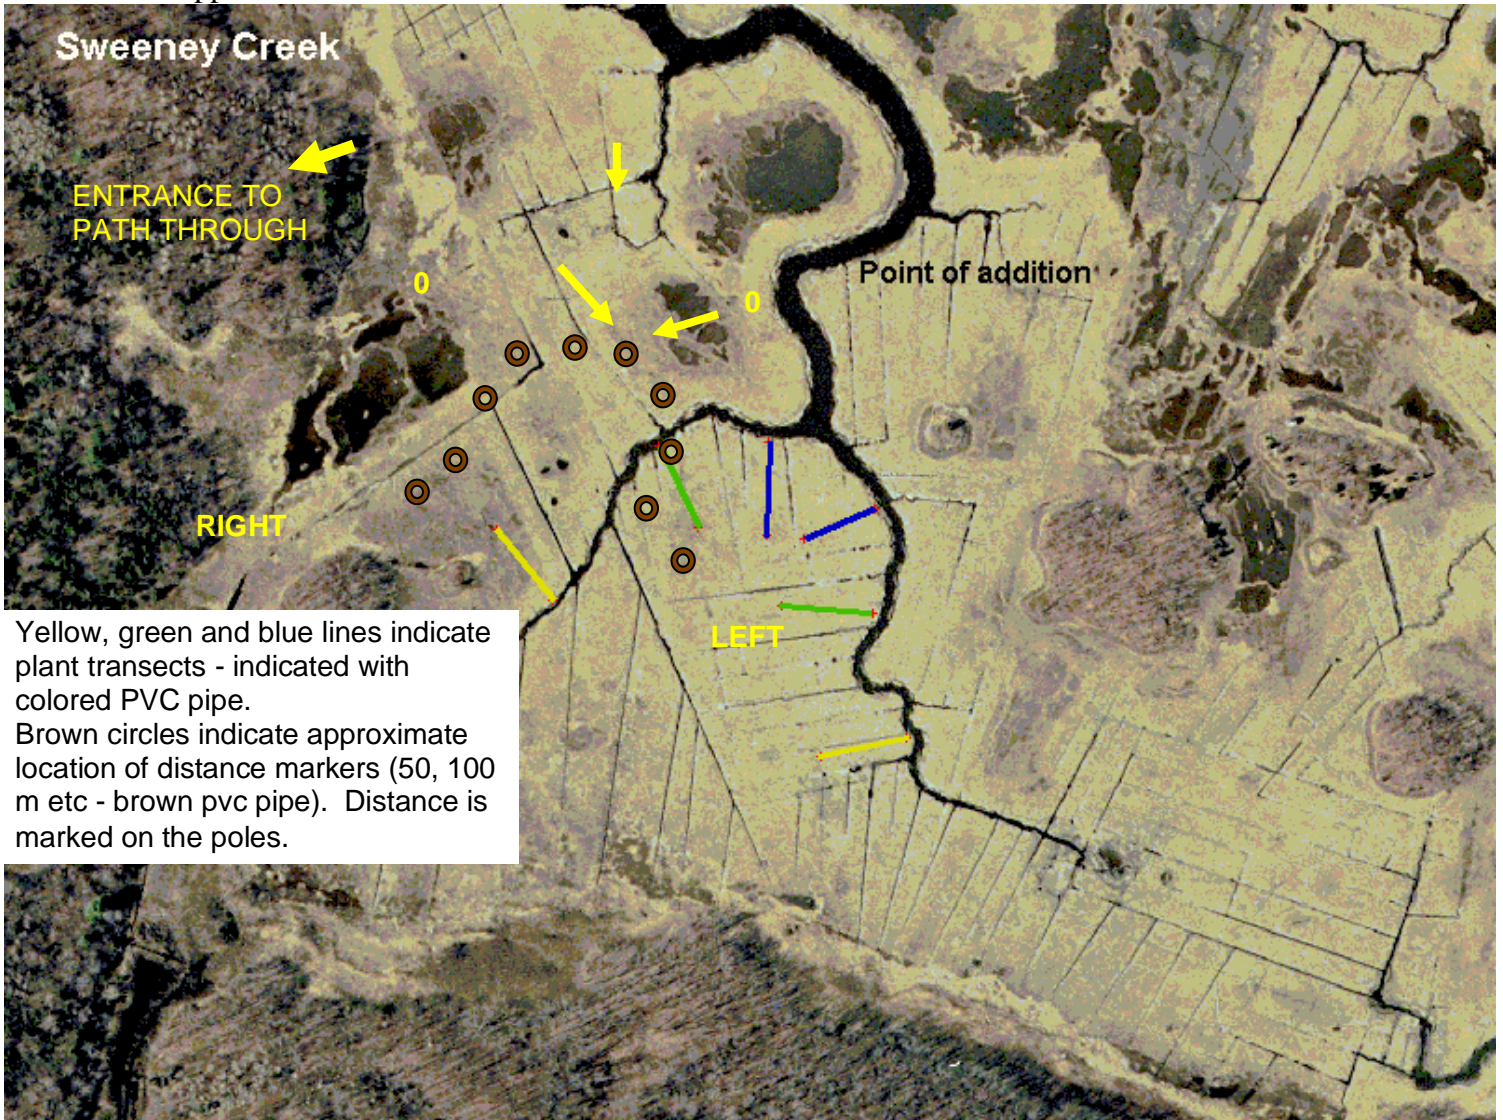 Sweeney Creek
ENTRANCE TO
PATH THROUGH
0
0
Point of addition
RIGHT
LEFT
Yellow, green and blue lines indicate
plant transects - indicated with
colored PVC pipe.
Brown circles indicate approximate
location of distance markers (50, 100
m etc - brown pvc pipe).  Distance is
marked on the poles.